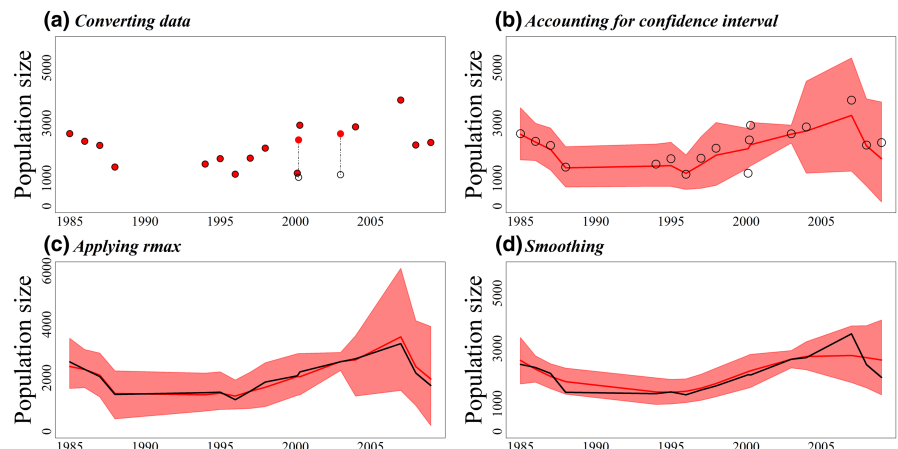 (a) Converting data
Population size
5000
3000
1000
0
1985 1990 1995 2000 2005
(b) Accounting for confidence interval
Population size
5000
3000
1000
0
1985 1990 1995 2000 2005
(c) Applying rmax
Population size
6000
4000
2000
0
1985 1990 1995 2000 2005
(d) Smoothing
Population size
5000
3000
1000
0
1985 1990 1995 2000 2005